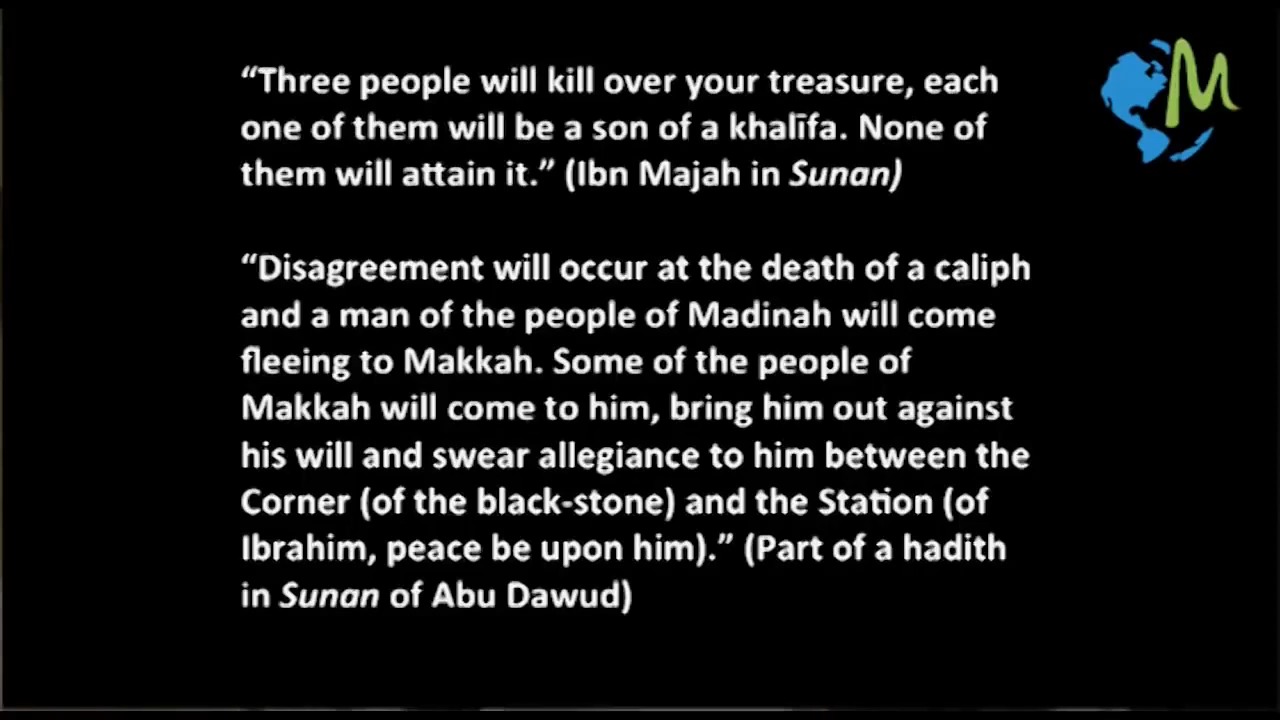 “Three people will kill over your treasure, each
one of them will be a son of a khalīfa. None of
them will attain it.” (Ibn Majah in Sunan)
“Disagreement will occur at the death of a caliph
and a man of the people of Madinah will come
fleeing to Makkah. Some of the people of
Makkah will come to him, bring him out against
his will and swear allegiance to him between the
Corner (of the black-stone) and the Station (of
Ibrahim, peace be upon him).” (Part of a hadith
in Sunan of Abu Dawud)
M